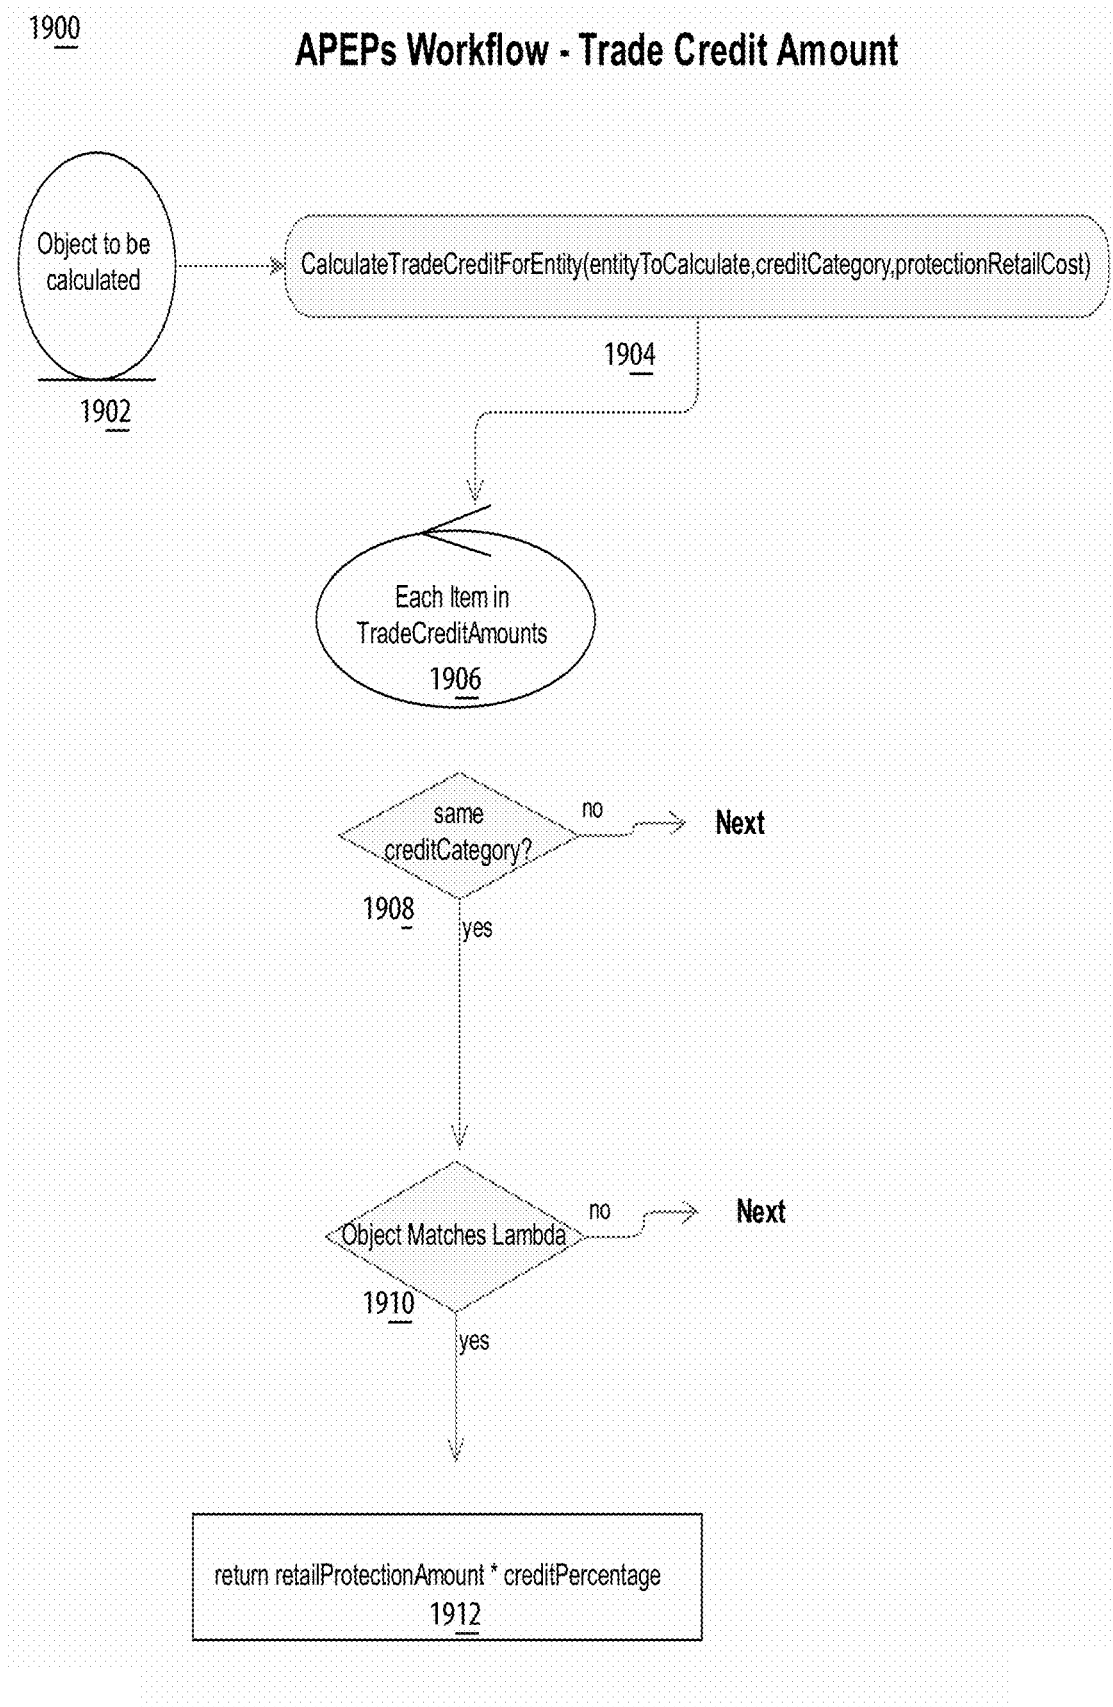 1900
APEPs Workflow - Trade Credit Amount
Object to be
calculated
1902
CalculateTradeCreditForEntity(entityToCalculate,creditCategory,protectionRetailCost)
1904
Each Item in
TradeCreditAmounts
1906
same
creditCategory?
no
Next
1908
yes
Object Matches Lambda
no
Next
1910
yes
return retailProtectionAmount * creditPercentage
1912